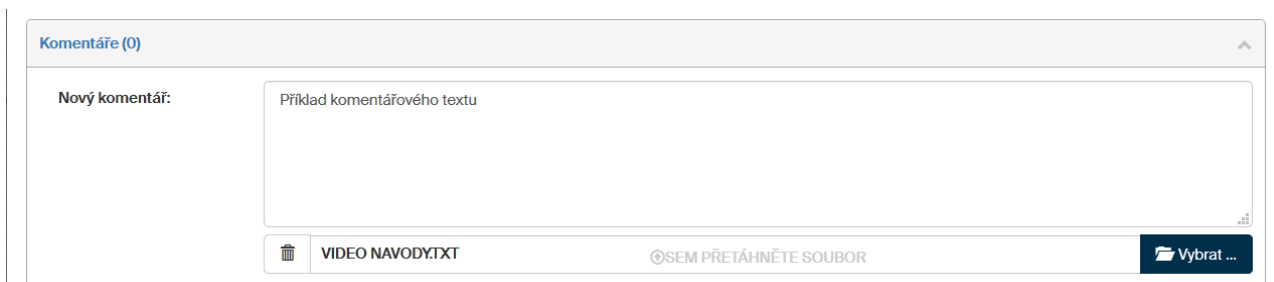 Komentáře (0)
Nový komentář:
Příklad komentářového textu
VIDEO NAVODY.TXT
SEM PŘETÁHNĚTE SOUBOR
Vybrat ...